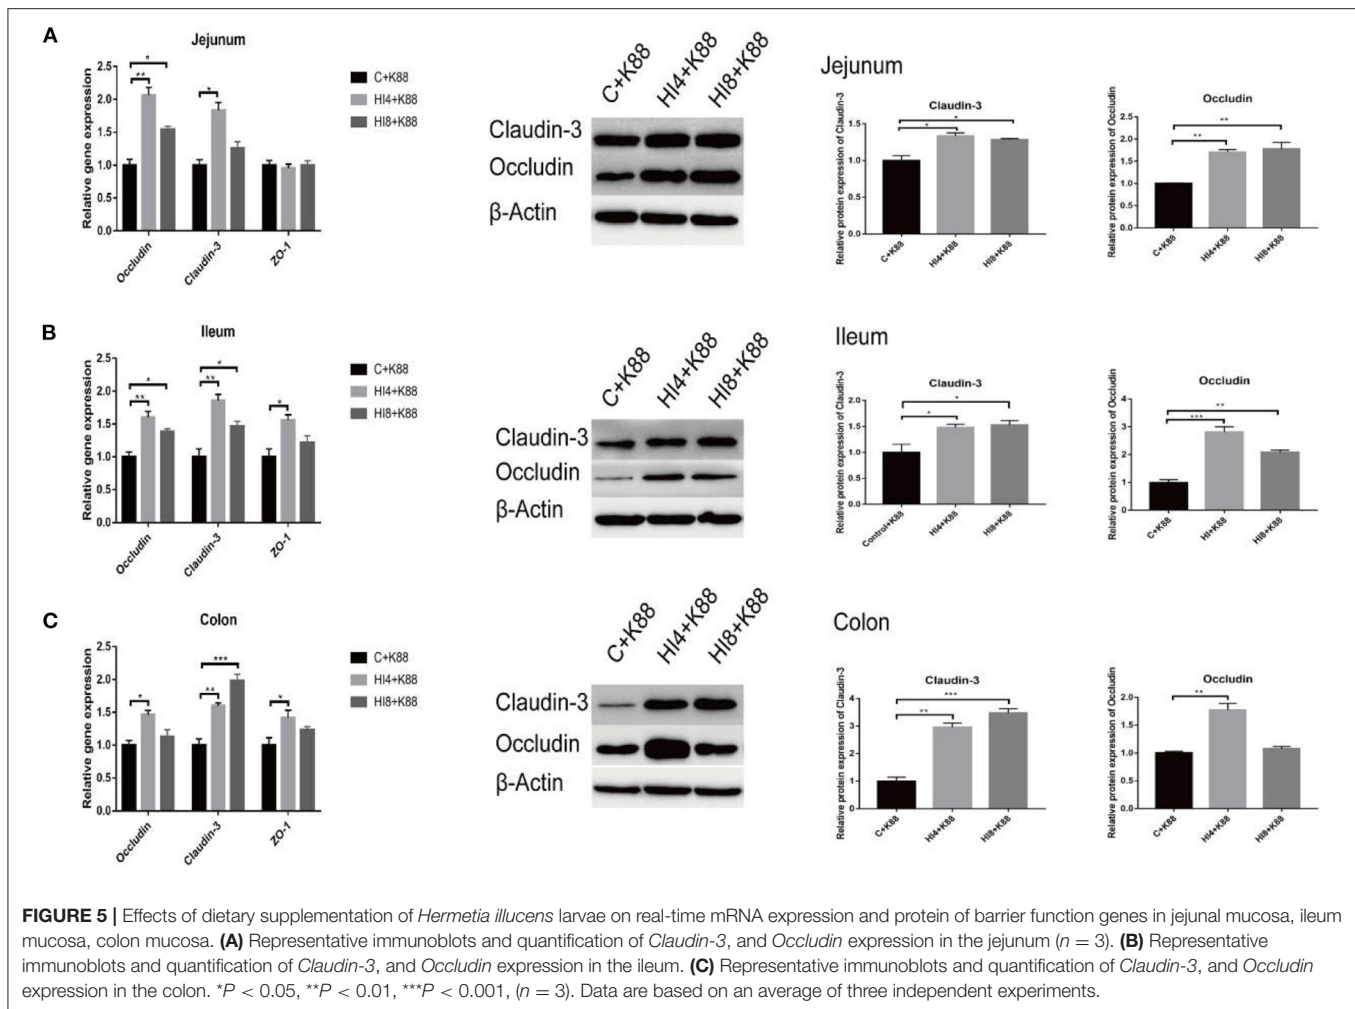 A
Jejunum
Relative gene expression
2.5
2.0
1.5
1.0
0.5
0.0
*
**
*
Occludin
Claudin-3
ZO-1
C+K88
HI4+K88
HI8+K88
C+K88
HI4+K88
HI8+K88
Claudin-3
Occludin
β-Actin
Jejunum
Claudin-3
Relative protein expression of Claudin-3
1.5
1.0
0.5
0.0
*
*
C+K88
HI4+K88
HI8+K88
Occludin
Relative protein expression of Occludin
2.5
2.0
1.5
1.0
0.5
0.0
**
**
C+K88
HI4+K88
HI8+K88
B
Ileum
Relative gene expression
2.5
2.0
1.5
1.0
0.5
0.0
*
**
*
**
*
Occludin
Claudin-3
ZO-1
C+K88
HI4+K88
HI8+K88
C+K88
HI4+K88
HI8+K88
Claudin-3
Occludin
β-Actin
Ileum
Claudin-3
Relative protein expression of Claudin-3
2.0
1.5
1.0
0.5
0.0
*
*
Control+K88
HI4+K88
HI8+K88
Occludin
Relative protein expression of Occludin
4
3
2
1
0
**
***
C+K88
HI+K88
HI8+K88
C
Colon
Relative gene expression
2.5
2.0
1.5
1.0
0.5
0.0
*
***
**
*
Occludin
Claudin-3
ZO-1
C+K88
HI4+K88
HI8+K88
C+K88
HI4+K88
HI8+K88
Claudin-3
Occludin
β-Actin
Colon
Claudin-3
Relative protein expression of Claudin-3
4
3
2
1
0
***
**
C+K88
HI4+K88
HI8+K88
Occludin
Relative protein expression of Occludin
2.0
1.5
1.0
0.5
0.0
**
C+K88
HI4+K88
HI8+K88
FIGURE 5 | Effects of dietary supplementation of Hermetia illucens larvae on real-time mRNA expression and protein of barrier function genes in jejunal mucosa, ileum
mucosa, colon mucosa. (A) Representative immunoblots and quantification of Claudin-3, and Occludin expression in the jejunum (n = 3). (B) Representative
immunoblots and quantification of Claudin-3, and Occludin expression in the ileum. (C) Representative immunoblots and quantification of Claudin-3, and Occludin
expression in the colon. *P < 0.05, **P < 0.01, ***P < 0.001, (n = 3). Data are based on an average of three independent experiments.